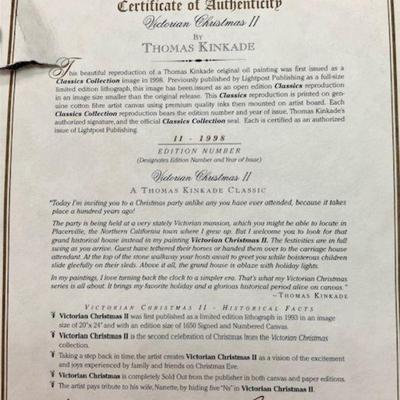 Certificate of Authenticity
Victorian Christmas II
BY
THOMAS KINKADE
This beautiful reproduction of a Thomas Kinkade original oil painting was first issued as a
Classics Collection image in 1998. Previously published by Lightpost Publishing as a full-size
limited edition lithograph, this image has been issued as an open edition Classics reproduction
in an image size smaller than the original release. This Classics reproduction is printed on gen-
uine cotton fibre artist canvas using premium quality inks then mounted on artist board. Each
Classics Collection reproduction bears the edition number and year of issue, Thomas Kinkade's
authorized signature, and the official Classics Collection seal. Each is certified as an authorized
issue of Lightpost Publishing.
11 - 1998
EDITION NUMBER
(Designates Edition Number and Year of Issue)
Victorian Christmas II
A THOMAS KINKADE CLASSIC
"Today I'm inviting you to a Christmas party unlike any you have ever attended, because it takes
place a hundred years ago!
The party is being held at a very stately Victorian mansion, which you might be able to locate in
Placerville, the Northern California town where I grew up. But I welcome you to look for that
grand historical house instead in my painting Victorian Christmas II. The festivities are in full
swing as you arrive. Guest have tethered their horses or handed them over to the carriage house
attendant. At the top of the stone walkway your hosts await to greet you while boisterous children
slide gleefully on their sleds. Above it all, the grand house is ablaze with holiday lights.
In my paintings, I love turning back the clock to a simpler era. That's what my Victorian Christmas
series is all about. It brings my favorite holiday and a glorious historical period alive on canvas."
– THOMAS KINKADE
VICTORIAN CHRISTMAS II - HISTORICAL FACTS
Victorian Christmas II was first published as a limited edition lithograph in 1993 in an image
size of 20"x 24" and with an edition size of 1650 Signed and Numbered Canvas.
Victorian Christmas II is the second celebration of Christmas from the Victorian Christmas
collection.
Taking a step back in time, the artist creates Victorian Christmas II as a vision of the excitement
and joys experienced by family and friends on Christmas Eve.
Victorian Christmas II is completely Sold Out from the publisher in both canvas and paper editions.
The artist pays tribute to his wife, Nanette, by hiding five "Ns" in Victorian Christmas II.